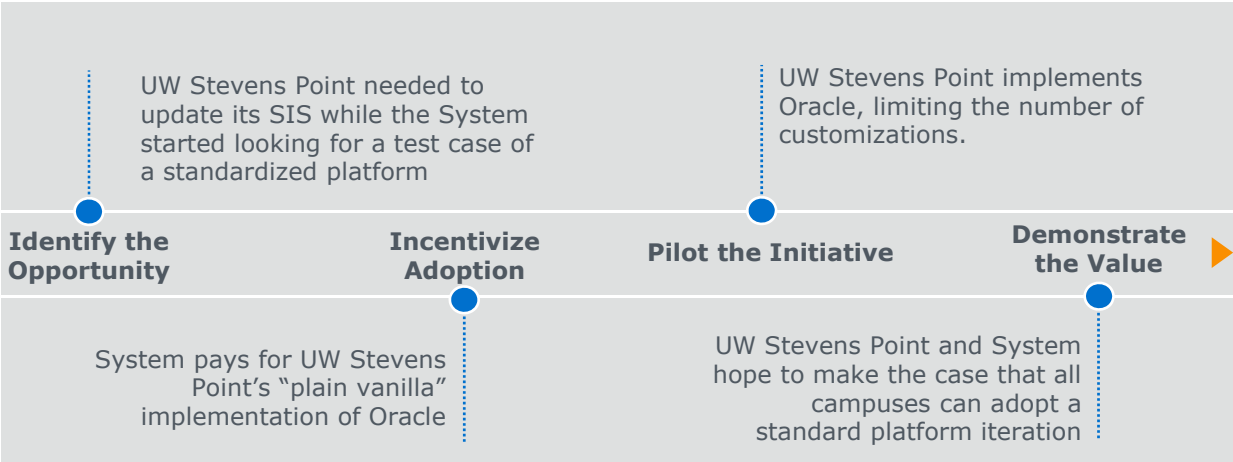 UW Stevens Point needed to
update its SIS while the System
started looking for a test case of
a standardized platform
UW Stevens Point implements
Oracle, limiting the number of
customizations.
Identify the
Opportunity
Incentivize
Adoption
Pilot the Initiative
Demonstrate
the Value
System pays for UW Stevens
Point’s “plain vanilla”
implementation of Oracle
UW Stevens Point and System
hope to make the case that all
campuses can adopt a
standard platform iteration